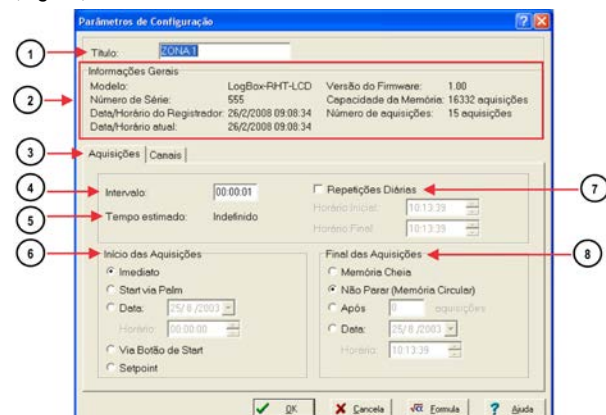 Parâmetros de Configuração
1
Título: ZONA1
Informações Gerais
2
Modelo: LogBox-RHT-LCD Versão do Firmware: 1.00
Número de Série: 555 Capacidade da Memória: 16332 aquisições
Data/Horário do Registrador: 26/2/2008 09:08:34 Número de aquisições: 15 aquisições
Data/Horário atual: 26/2/2008 09:08:34
3
Aquisições Canais
4
Intervalo: 00:00:01 Repetições Diárias
7
Horário Inicial: 10:13:39
5
Tempo estimado: Indefinido
Horário Final: 10:13:39
6
Início das Aquisições Final das Aquisições
8
Imediato Memória Cheia
Start via Palm Não Parar (Memória Circular)
Data: 25/ 8 /2003 Após 0 aquisições
Horário: 00:00:00 Data: 25/ 8 /2003
Via Botão de Start Horário: 10:13:39
Setpoint
OK Cancela Formula Ajuda